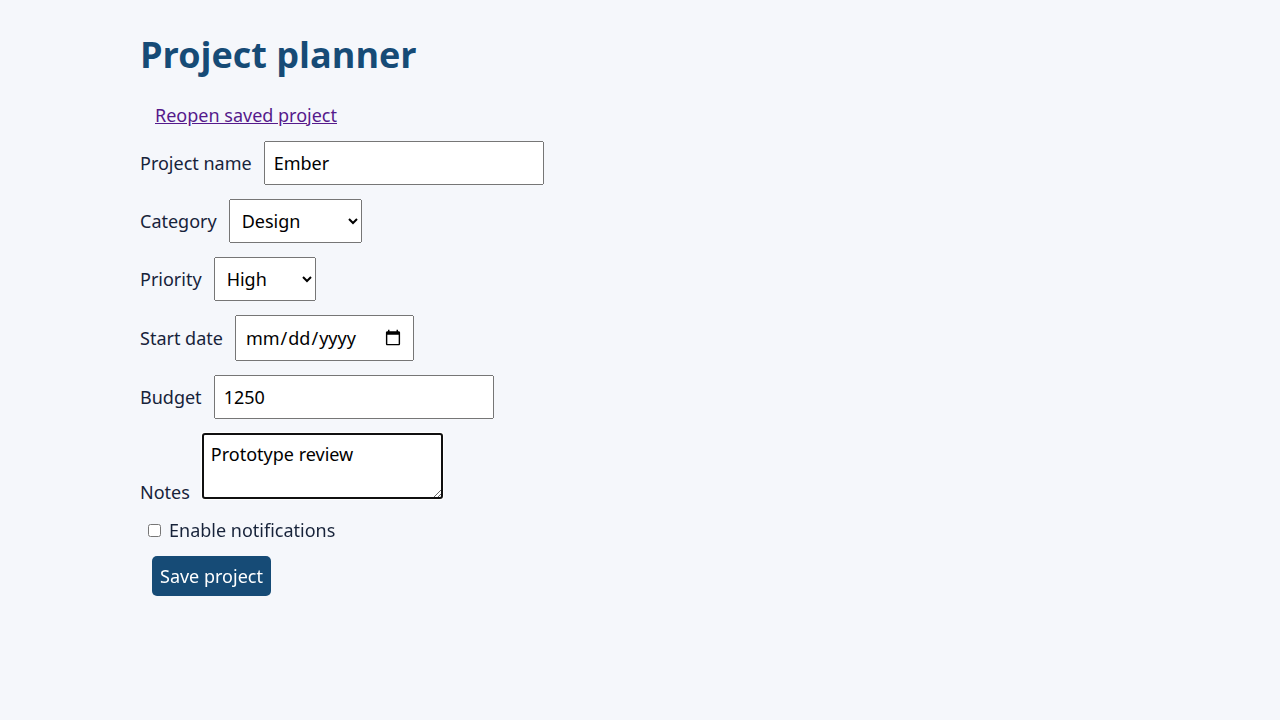 Project planner
Reopen saved project
Project name Ember
Category Design
Priority High
Start date mm/dd/yyyy
Budget 1250
Prototype review
Notes
Enable notifications
Save project